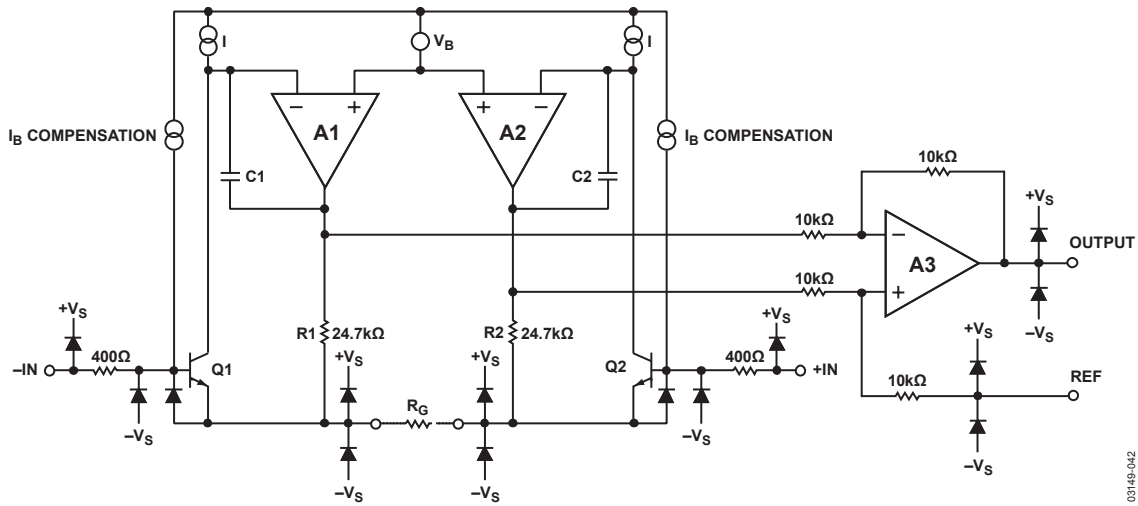 I
V_B
I
− + + −
A1 A2
I_B COMPENSATION
I_B COMPENSATION
C1
C2
10kΩ
10kΩ
+V_S
−
OUTPUT
A3
10kΩ
+
−V_S
+V_S
R1 24.7kΩ
R2 24.7kΩ
+V_S
+V_S
400Ω
−IN
Q1
+V_S
+V_S
Q2
400Ω
+IN
10kΩ
REF
−V_S
R_G
−V_S
−V_S
−V_S
−V_S
−V_S
03149-042